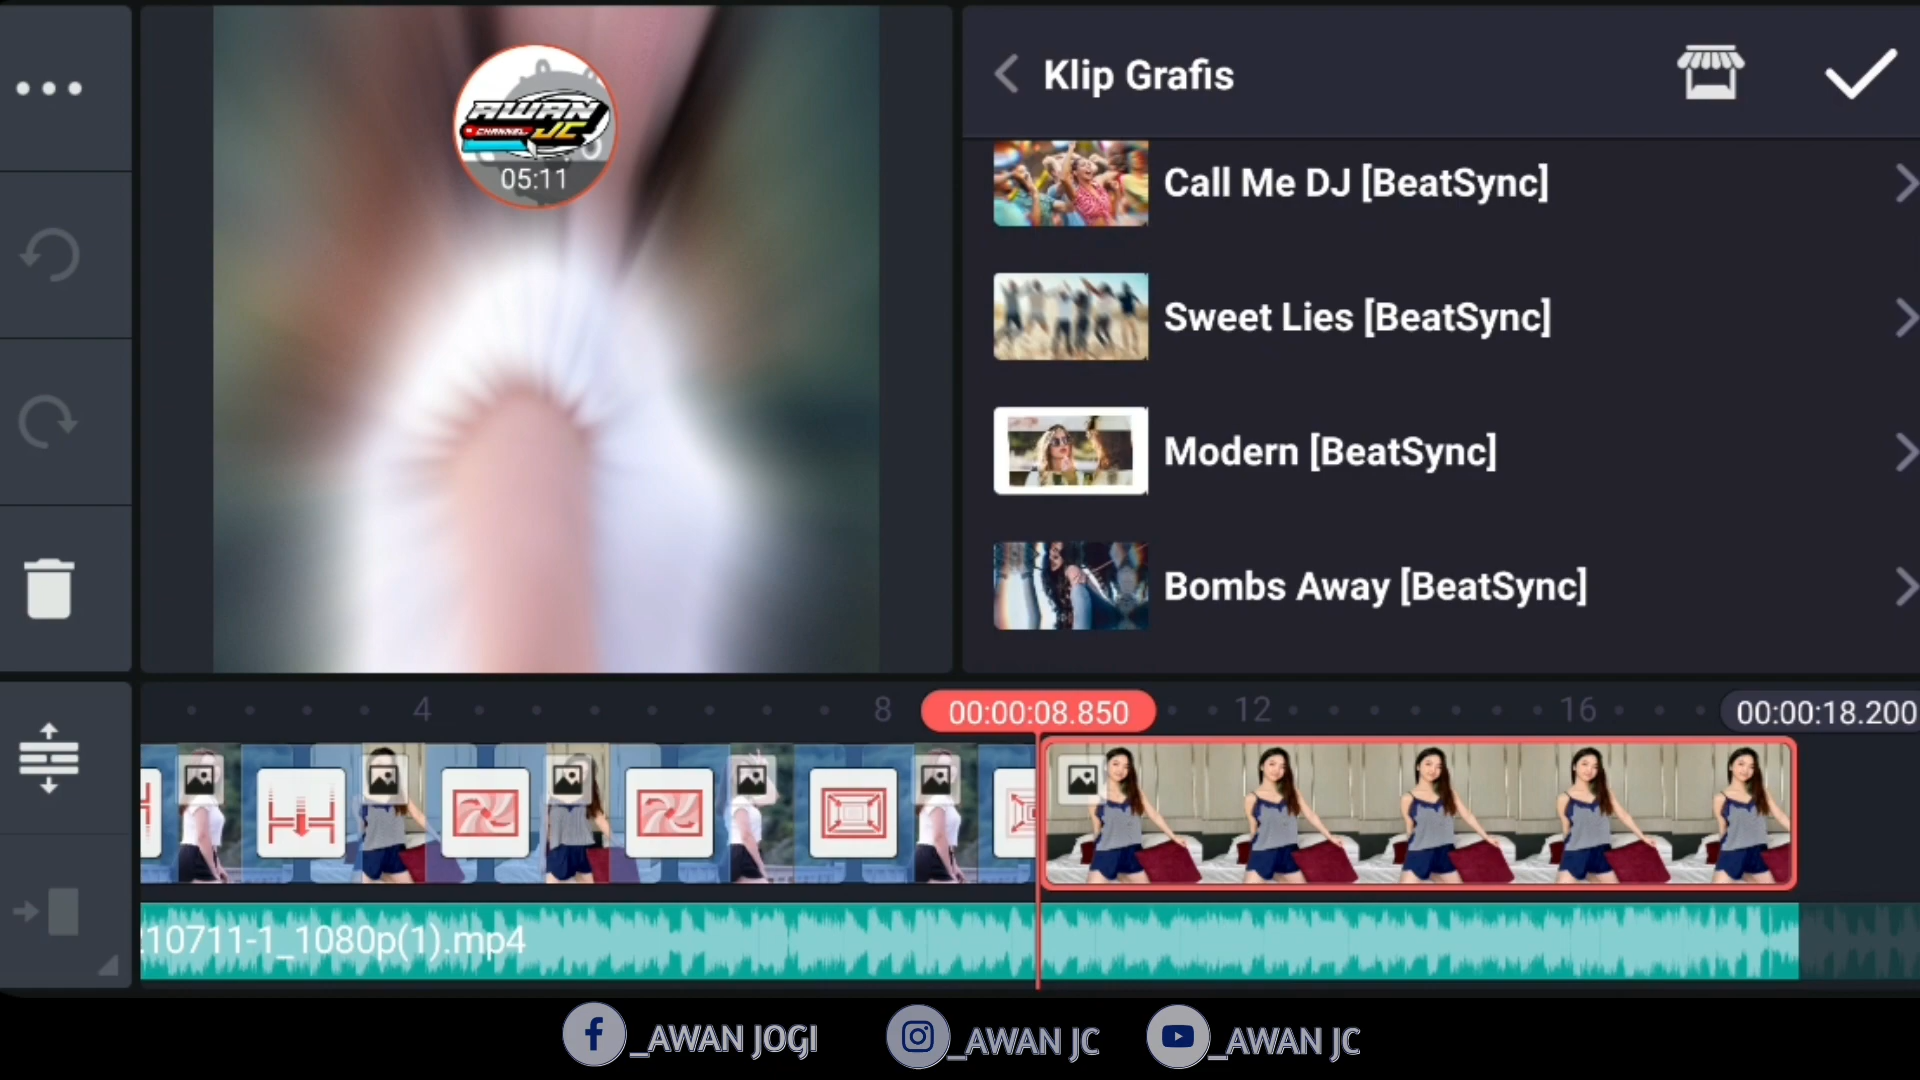 AWAN
CHANNEL JC
05:11
Klip Grafis
Call Me DJ [BeatSync]
Sweet Lies [BeatSync]
Modern [BeatSync]
Bombs Away [BeatSync]
4
8
00:00:08.850
12
16
00:00:18.200
10711-1_1080p(1).mp4
_AWAN JOGI
_AWAN JC
_AWAN JC